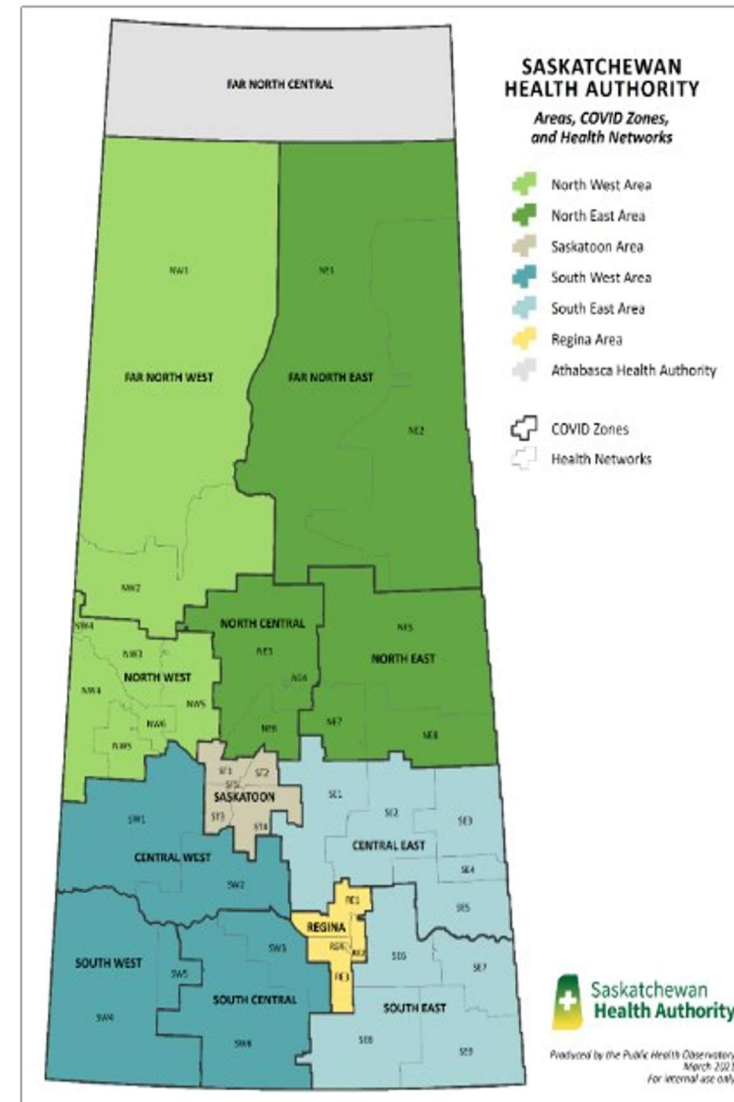 SASKATCHEWAN
HEALTH AUTHORITY
Areas, COVID Zones,
and Health Networks
North West Area
North East Area
Saskatoon Area
South West Area
South East Area
Regina Area
Athabasca Health Authority
COVID Zones
Health Networks
FAR NORTH CENTRAL
NW1
NE1
FAR NORTH WEST
FAR NORTH EAST
NE2
NW2
NORTH CENTRAL
NW4
NE5
NW3
NE3
NORTH EAST
NORTH WEST
NE4
NW4
NW5
NW6
NE7
NE6
NE8
NW5
ST1
ST2
SASKATOON
SE1
ST3
ST4
SW1
SE2
SE3
CENTRAL WEST
CENTRAL EAST
SE4
SW2
RE1
SE5
REGINA
SOUTH WEST
SW3
SE6
SE7
SW5
RE3
SOUTH CENTRAL
SOUTH EAST
SW4
SE8
SE9
Saskatchewan
Health Authority
Produced by the Public Health Observatory
March 2021
For internal use only